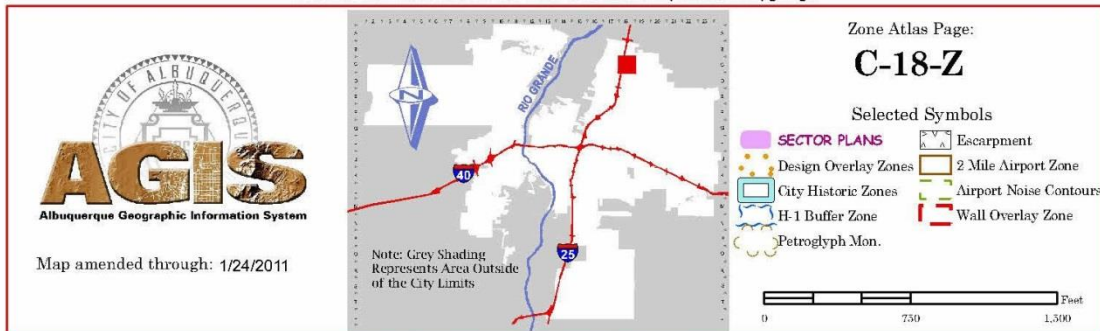 CITY OF ALBUQUERQUE
AGIS
Albuquerque Geographic Information System
Map amended through: 1/24/2011
RIO GRANDE
N
40
25
Note: Grey Shading
Represents Area Outside
of the City Limits
Zone Atlas Page:
C-18-Z
Selected Symbols
SECTOR PLANS
Design Overlay Zones
City Historic Zones
H-1 Buffer Zone
Petroglyph Mon.
Escarpment
2 Mile Airport Zone
Airport Noise Contours
Wall Overlay Zone
Feet
0 750 1,500